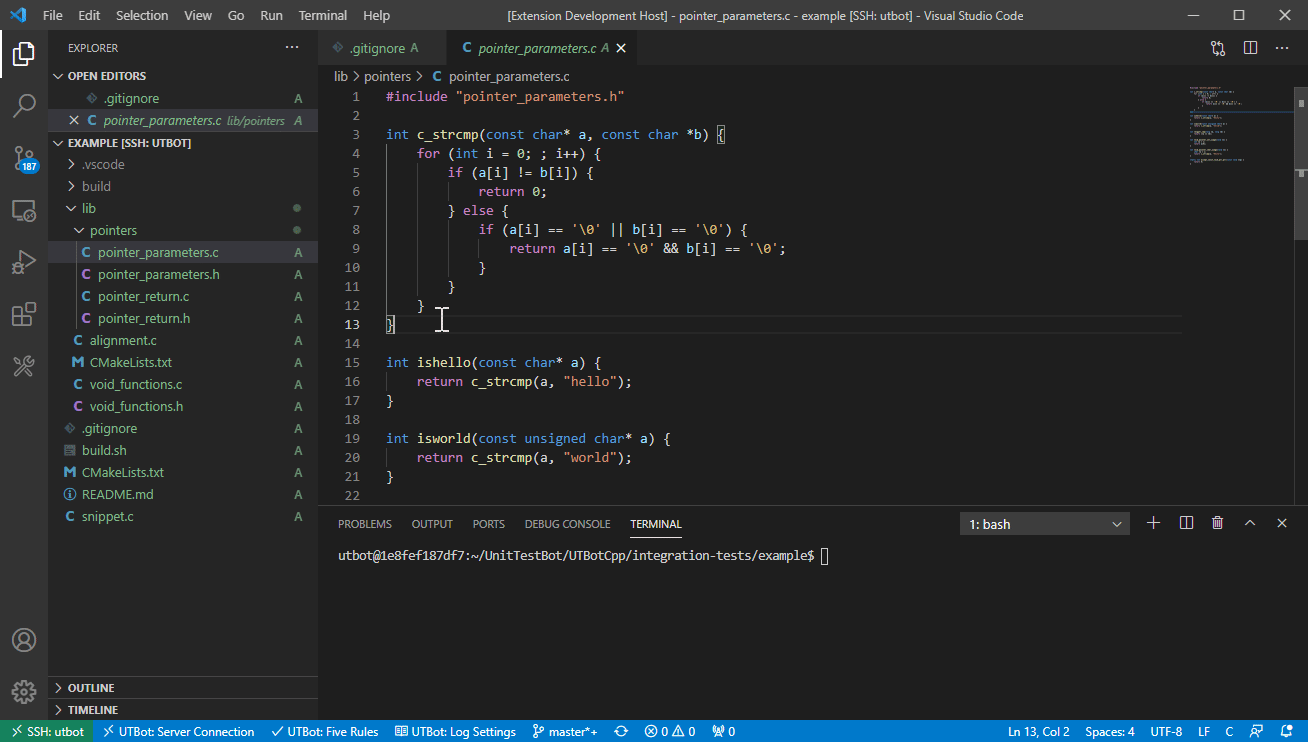 File Edit Selection View Go Run Terminal Help [Extension Development Host] - pointer_parameters.c - example [SSH: utbot] - Visual Studio Code
EXPLORER
OPEN EDITORS
.gitignore A
C pointer_parameters.c lib/pointers A
EXAMPLE [SSH: UTBOT]
.vscode
build
lib
pointers
C pointer_parameters.c A
C pointer_parameters.h A
C pointer_return.c A
C pointer_return.h A
C alignment.c A
M CMakeLists.txt A
C void_functions.c A
C void_functions.h A
.gitignore A
build.sh A
M CMakeLists.txt A
README.md A
C snippet.c A
OUTLINE
TIMELINE
187
.gitignore A C pointer_parameters.c A
lib > pointers > C pointer_parameters.c
1 #include "pointer_parameters.h"
2
3 int c_strcmp(const char* a, const char *b) {
4 for (int i = 0; ; i++) {
5 if (a[i] != b[i]) {
6 return 0;
7 } else {
8 if (a[i] == '\0' || b[i] == '\0') {
9 return a[i] == '\0' && b[i] == '\0';
10 }
11 }
12 }
13 }
14
15 int ishello(const char* a) {
16 return c_strcmp(a, "hello");
17 }
18
19 int isworld(const unsigned char* a) {
20 return c_strcmp(a, "world");
21 }
22
PROBLEMS OUTPUT PORTS DEBUG CONSOLE TERMINAL 1: bash
utbot@1e8fef187df7:~/UnitTestBot/UTBotCpp/integration-tests/example$
SSH: utbot UTBot: Server Connection UTBot: Five Rules UTBot: Log Settings master*+ 0 0 0 Ln 13, Col 2 Spaces: 4 UTF-8 LF C